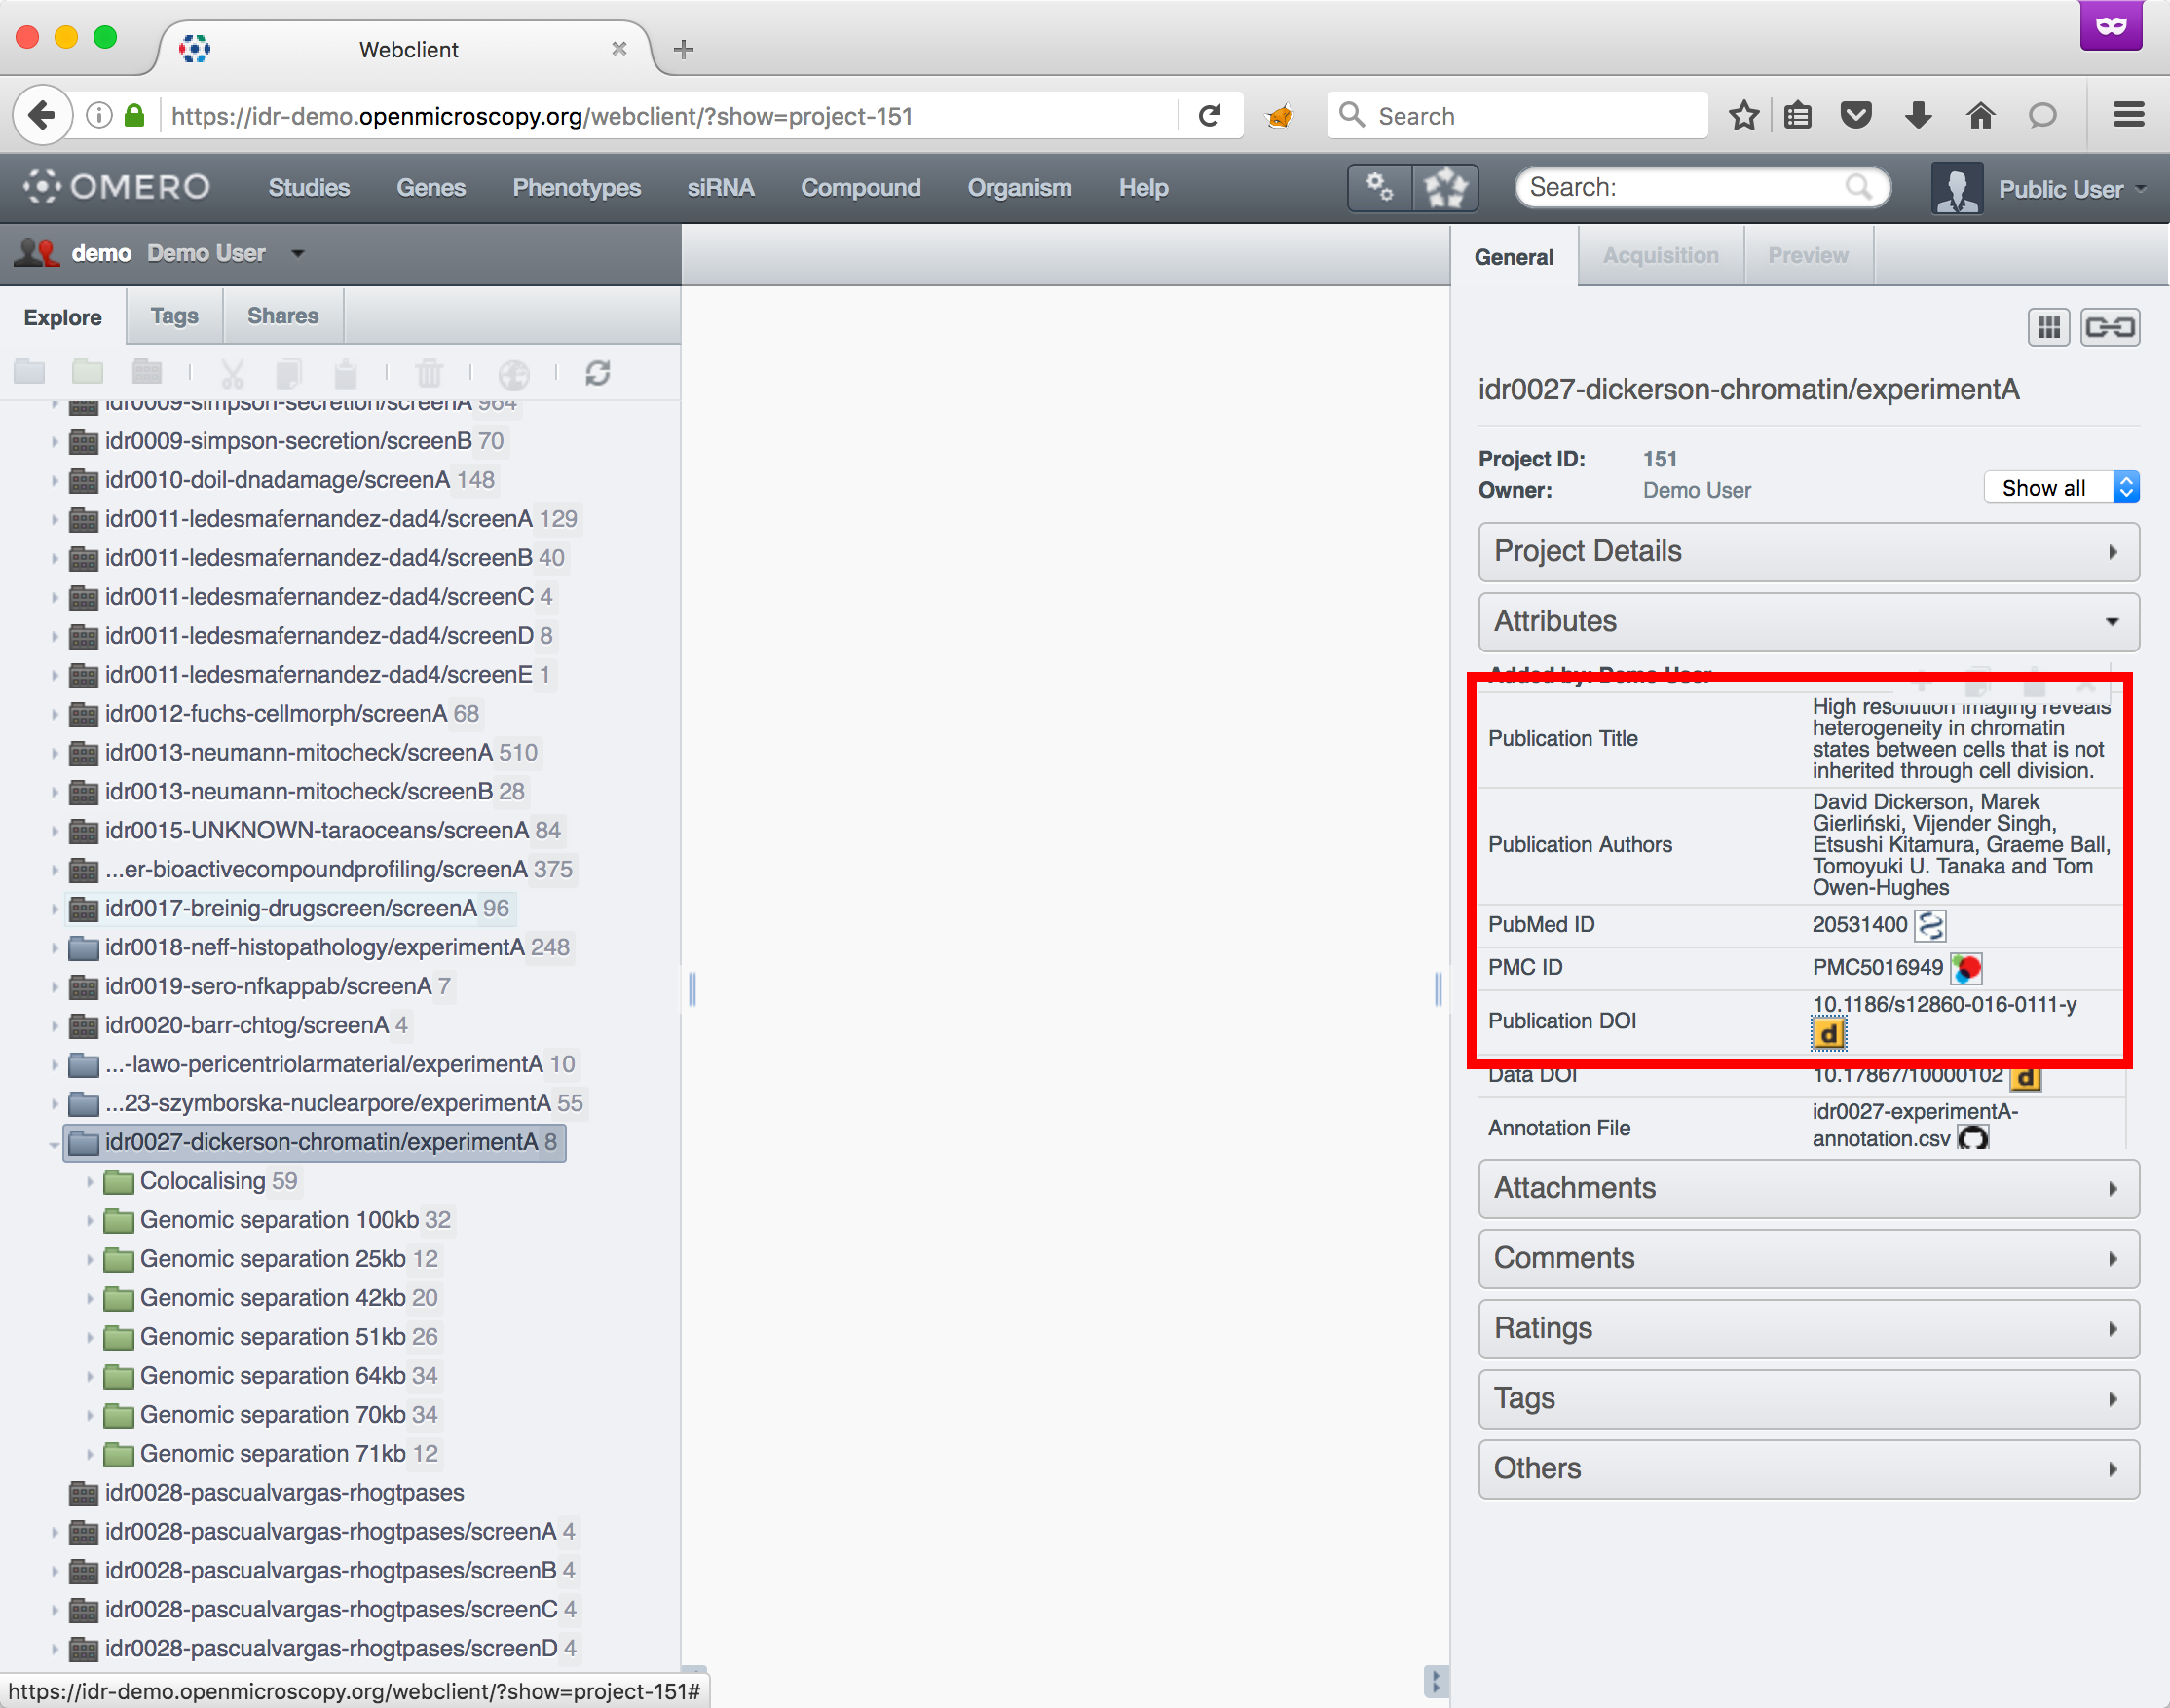 Webclient
https://idr-demo.openmicroscopy.org/webclient/?show=project-151
Search
OMERO
Studies
Genes
Phenotypes
siRNA
Compound
Organism
Help
Search:
Public User
demo Demo User
General
Acquisition
Preview
Explore
Tags
Shares
idr0009-simpson-secretion/screenA 964
idr0009-simpson-secretion/screenB 70
idr0010-doil-dnadamage/screenA 148
idr0011-ledesmafernandez-dad4/screenA 129
idr0011-ledesmafernandez-dad4/screenB 40
idr0011-ledesmafernandez-dad4/screenC 4
idr0011-ledesmafernandez-dad4/screenD 8
idr0011-ledesmafernandez-dad4/screenE 1
idr0012-fuchs-cellmorph/screenA 68
idr0013-neumann-mitocheck/screenA 510
idr0013-neumann-mitocheck/screenB 28
idr0015-UNKNOWN-taraoceans/screenA 84
...er-bioactivecompoundprofiling/screenA 375
idr0017-breinig-drugscreen/screenA 96
idr0018-neff-histopathology/experimentA 248
idr0019-sero-nfkappab/screenA 7
idr0020-barr-chtog/screenA 4
...-lawo-pericentriolarmaterial/experimentA 10
...23-szymborska-nuclearpore/experimentA 55
idr0027-dickerson-chromatin/experimentA 8
Colocalising 59
Genomic separation 100kb 32
Genomic separation 25kb 12
Genomic separation 42kb 20
Genomic separation 51kb 26
Genomic separation 64kb 34
Genomic separation 70kb 34
Genomic separation 71kb 12
idr0028-pascualvargas-rhogtpases
idr0028-pascualvargas-rhogtpases/screenA 4
idr0028-pascualvargas-rhogtpases/screenB 4
idr0028-pascualvargas-rhogtpases/screenC 4
idr0028-pascualvargas-rhogtpases/screenD 4
https://idr-demo.openmicroscopy.org/webclient/?show=project-151#
idr0027-dickerson-chromatin/experimentA
Project ID: 151
Owner: Demo User
Show all
Project Details
Attributes
Added by: Demo User
Publication Title
High resolution imaging reveals
heterogeneity in chromatin
states between cells that is not
inherited through cell division.
Publication Authors
David Dickerson, Marek
Gierliński, Vijender Singh,
Etsushi Kitamura, Graeme Ball,
Tomoyuki U. Tanaka and Tom
Owen-Hughes
PubMed ID
20531400
PMC ID
PMC5016949
Publication DOI
10.1186/s12860-016-0111-y
d
Data DOI
10.17867/10000102 d
Annotation File
idr0027-experimentA-
annotation.csv
Attachments
Comments
Ratings
Tags
Others